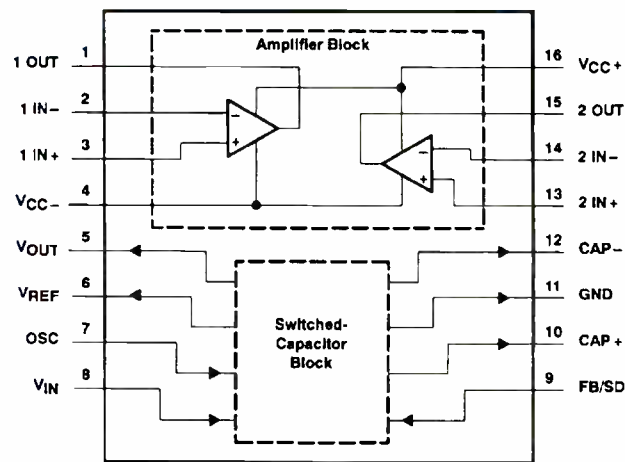 Amplifier Block
1 OUT 1
1 IN− 2
1 IN+ 3
VCC− 4
VOUT 5
VREF 6
OSC 7
VIN 8
16 VCC+
15 2 OUT
14 2 IN−
13 2 IN+
12 CAP−
11 GND
10 CAP+
9 FB/SD
−
+
−
+
Switched-
Capacitor
Block